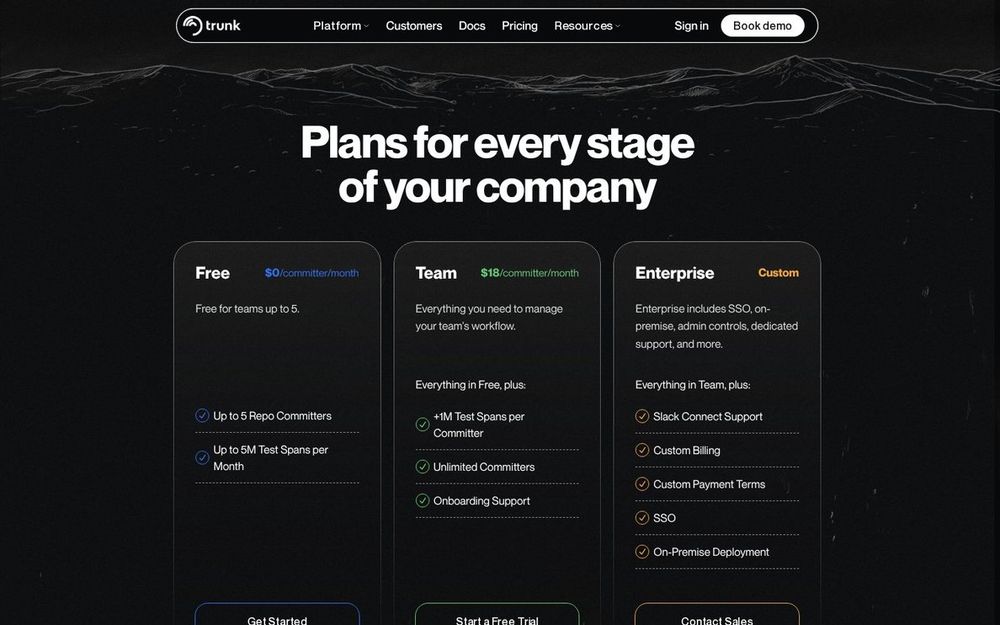 trunk
Platform
Customers
Docs
Pricing
Resources
Sign in
Book demo
Plans for every stage
of your company
Free
$0/committer/month
Free for teams up to 5.
Up to 5 Repo Committers
Up to 5M Test Spans per
Month
Get Started
Team
$18/committer/month
Everything you need to manage
your team's workflow.
Everything in Free, plus:
+1M Test Spans per
Committer
Unlimited Committers
Onboarding Support
Start a Free Trial
Enterprise
Custom
Enterprise includes SSO, on-
premise, admin controls, dedicated
support, and more.
Everything in Team, plus:
Slack Connect Support
Custom Billing
Custom Payment Terms
SSO
On-Premise Deployment
Contact Sales